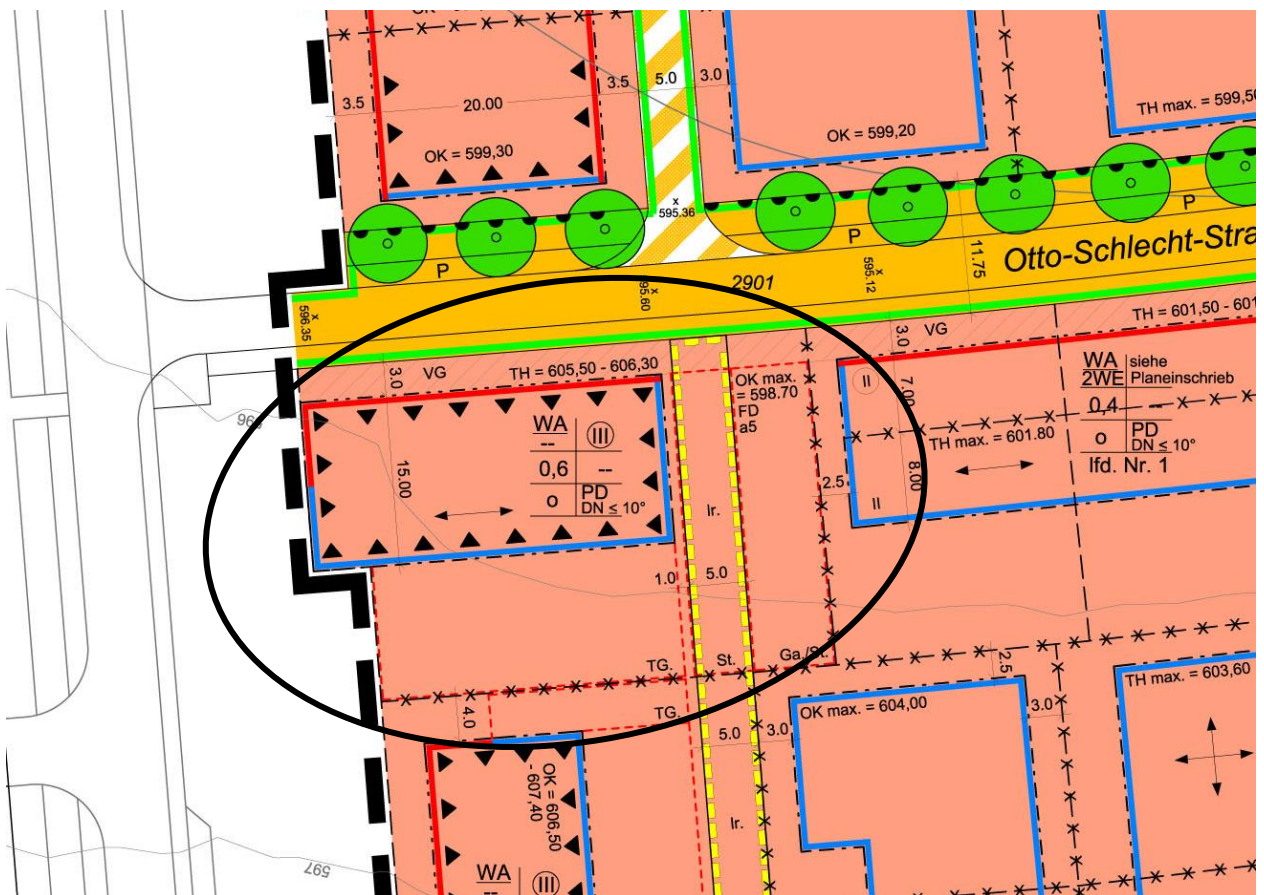 3.5
20.00
3.5
5.0
3.0
TH max. = 599,50
OK = 599,20
OK = 599,30
x
595.36
P
P
P
11.75
Otto-Schlecht-Stra
2901
x
595.12
x
595.60
x
596.35
3.0
VG
TH = 605,50 - 606,30
3.0
VG
TH = 601,50 - 601
OK max.
= 598.70
FD
a5
II
7.00
WA siehe
2WE Planeinschrieb
0,4 --
o PD
DN ≤ 10°
lfd. Nr. 1
TH max. = 601.80
8.00
II
2.5
596
15.00
WA III
-- 
0,6 --
o PD
DN ≤ 10°
lr.
1.0
5.0
TG.
St.
Ga./St.
2.5
4.0
TG.
5.0
3.0
OK max. = 604,00
3.0
TH max. = 603,60
OK = 606,50
- 607,40
lr.
597
WA III
--